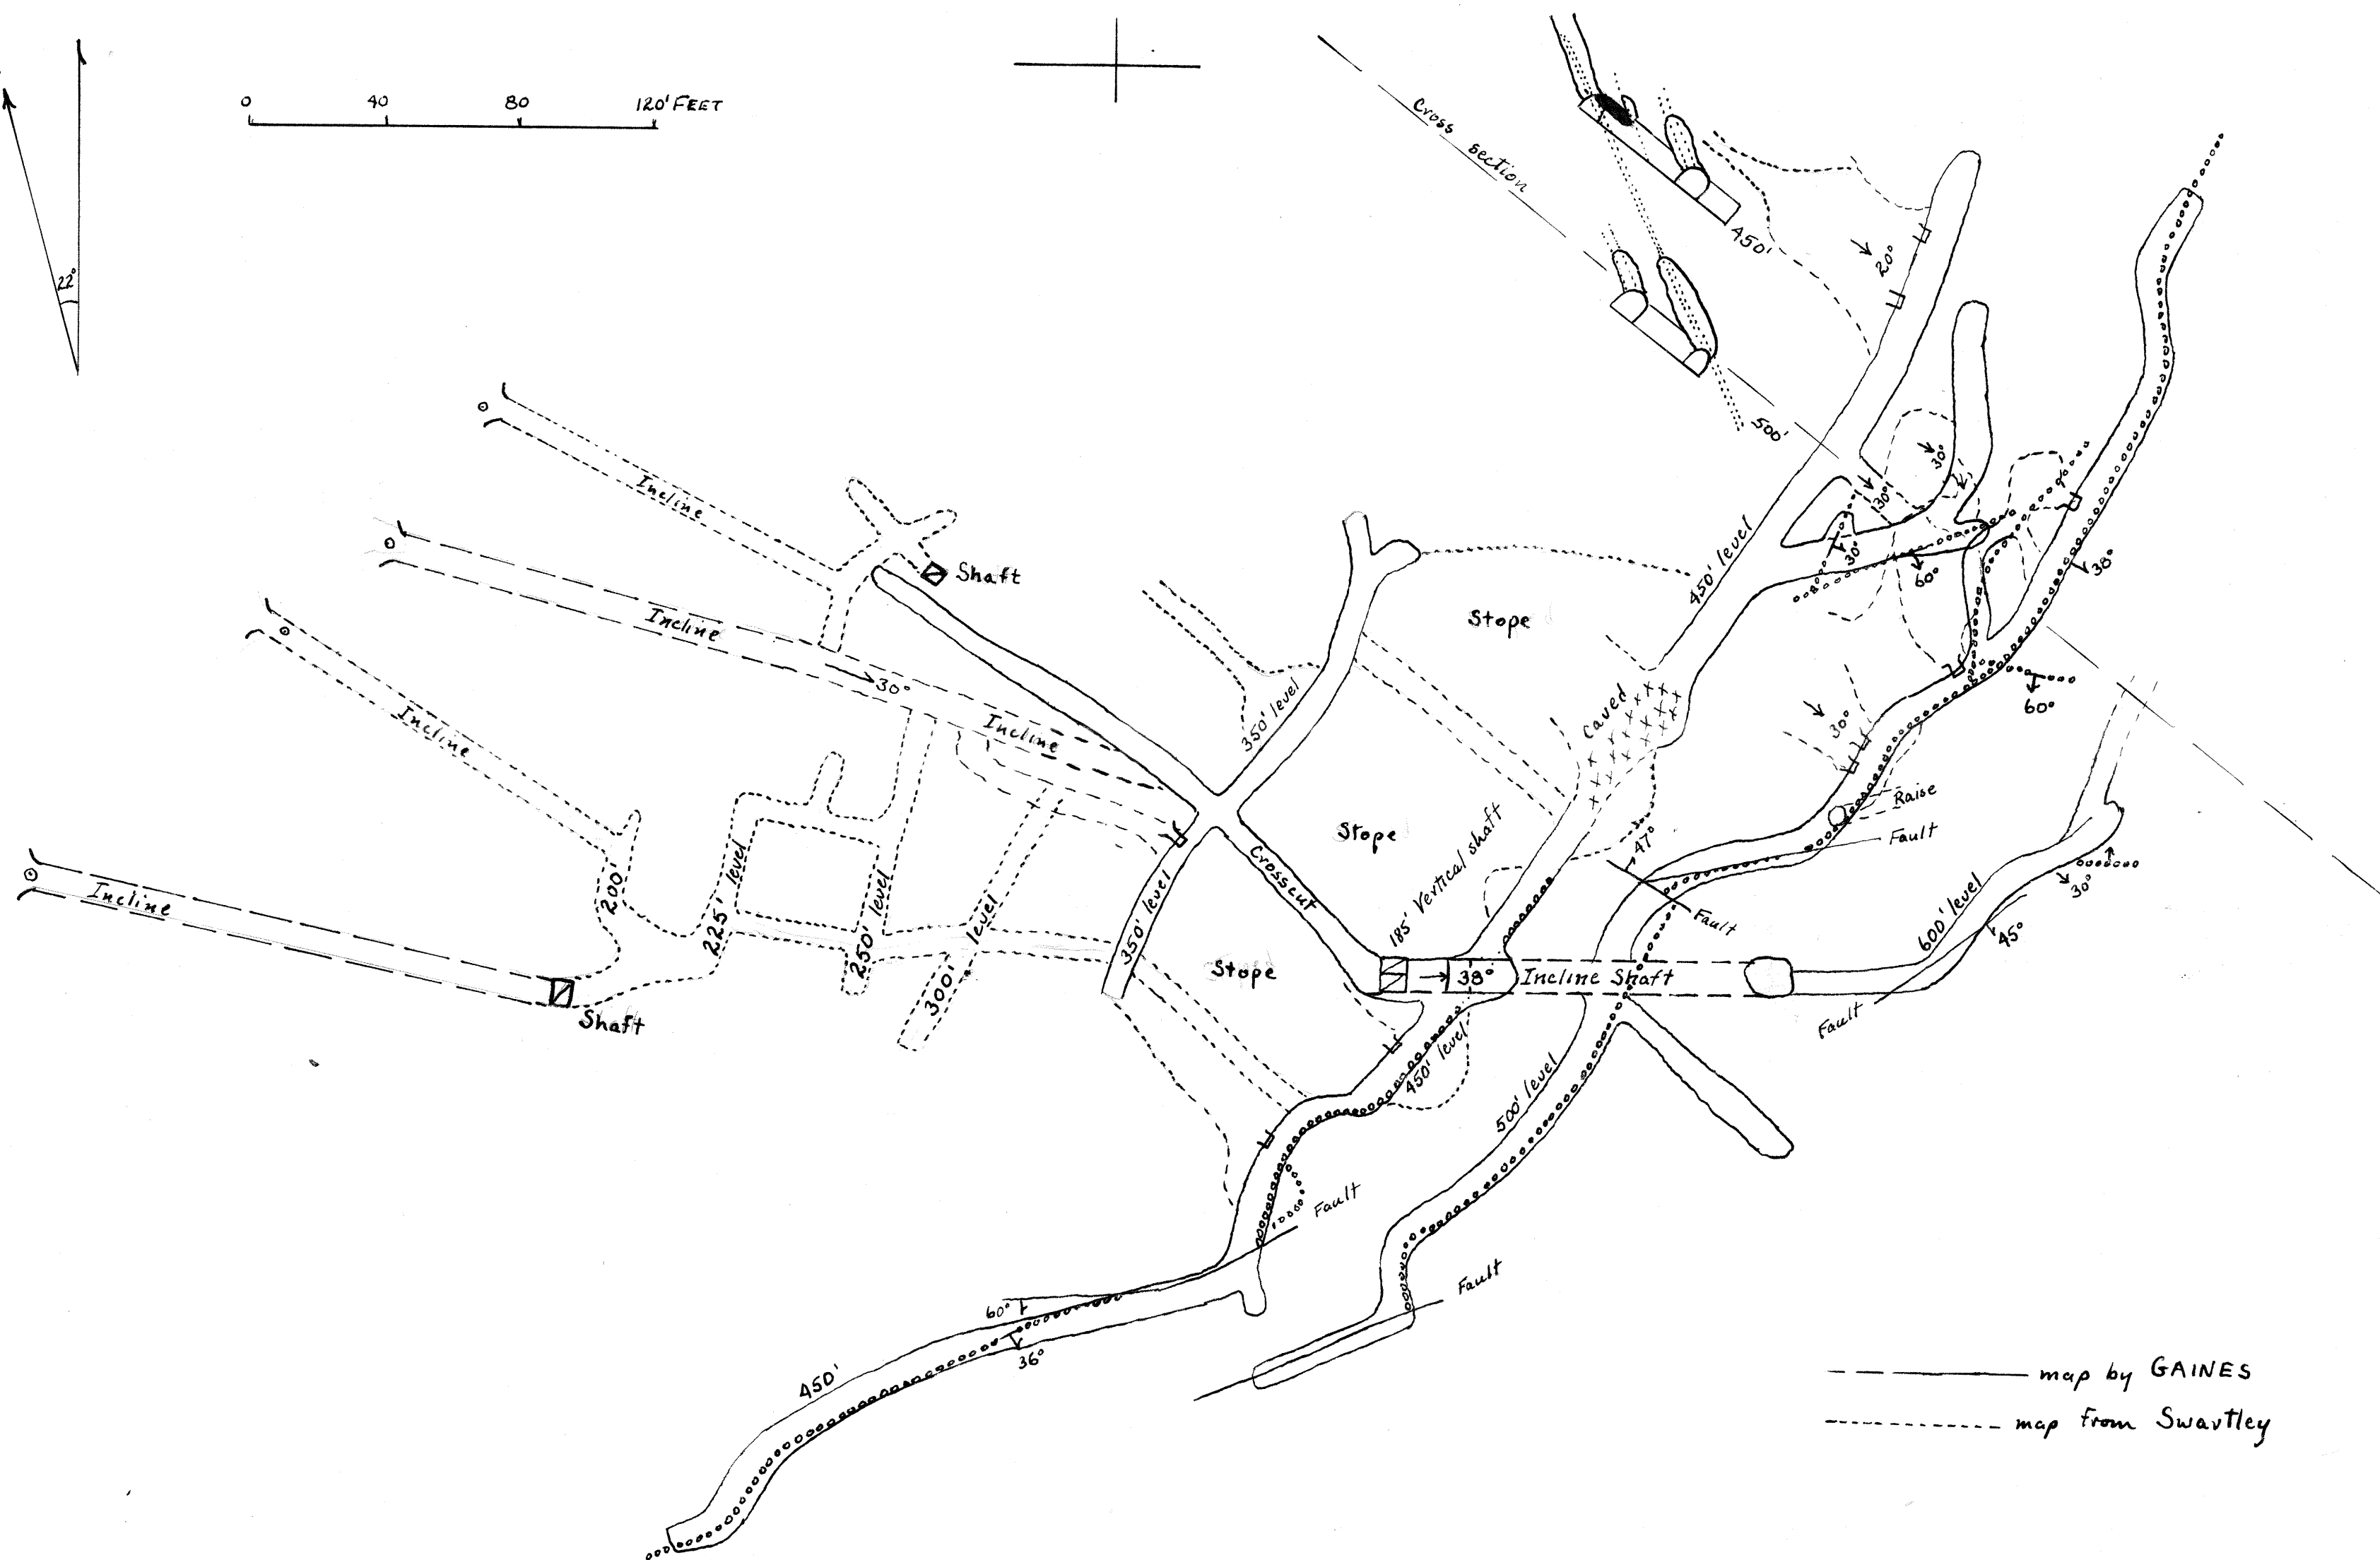 22°
0 40 80 120' FEET
Cross section
450'
500'
20°
30°
30°
30°
60°
38°
60°
30°
Incline
Incline
Incline
Incline
Incline
30°
Shaft
Shaft
200'
225' level
250' level
300' level
350' level
350' level
Stope
Stope
Stope
Crosscut
Caved
450' level
185' Vertical shaft
47°
Raise
Fault
Fault
38°
Incline Shaft
600' level
30°
45°
Fault
450' level
500' level
Fault
Fault
60°
36°
450'
map by GAINES
map from Swartley